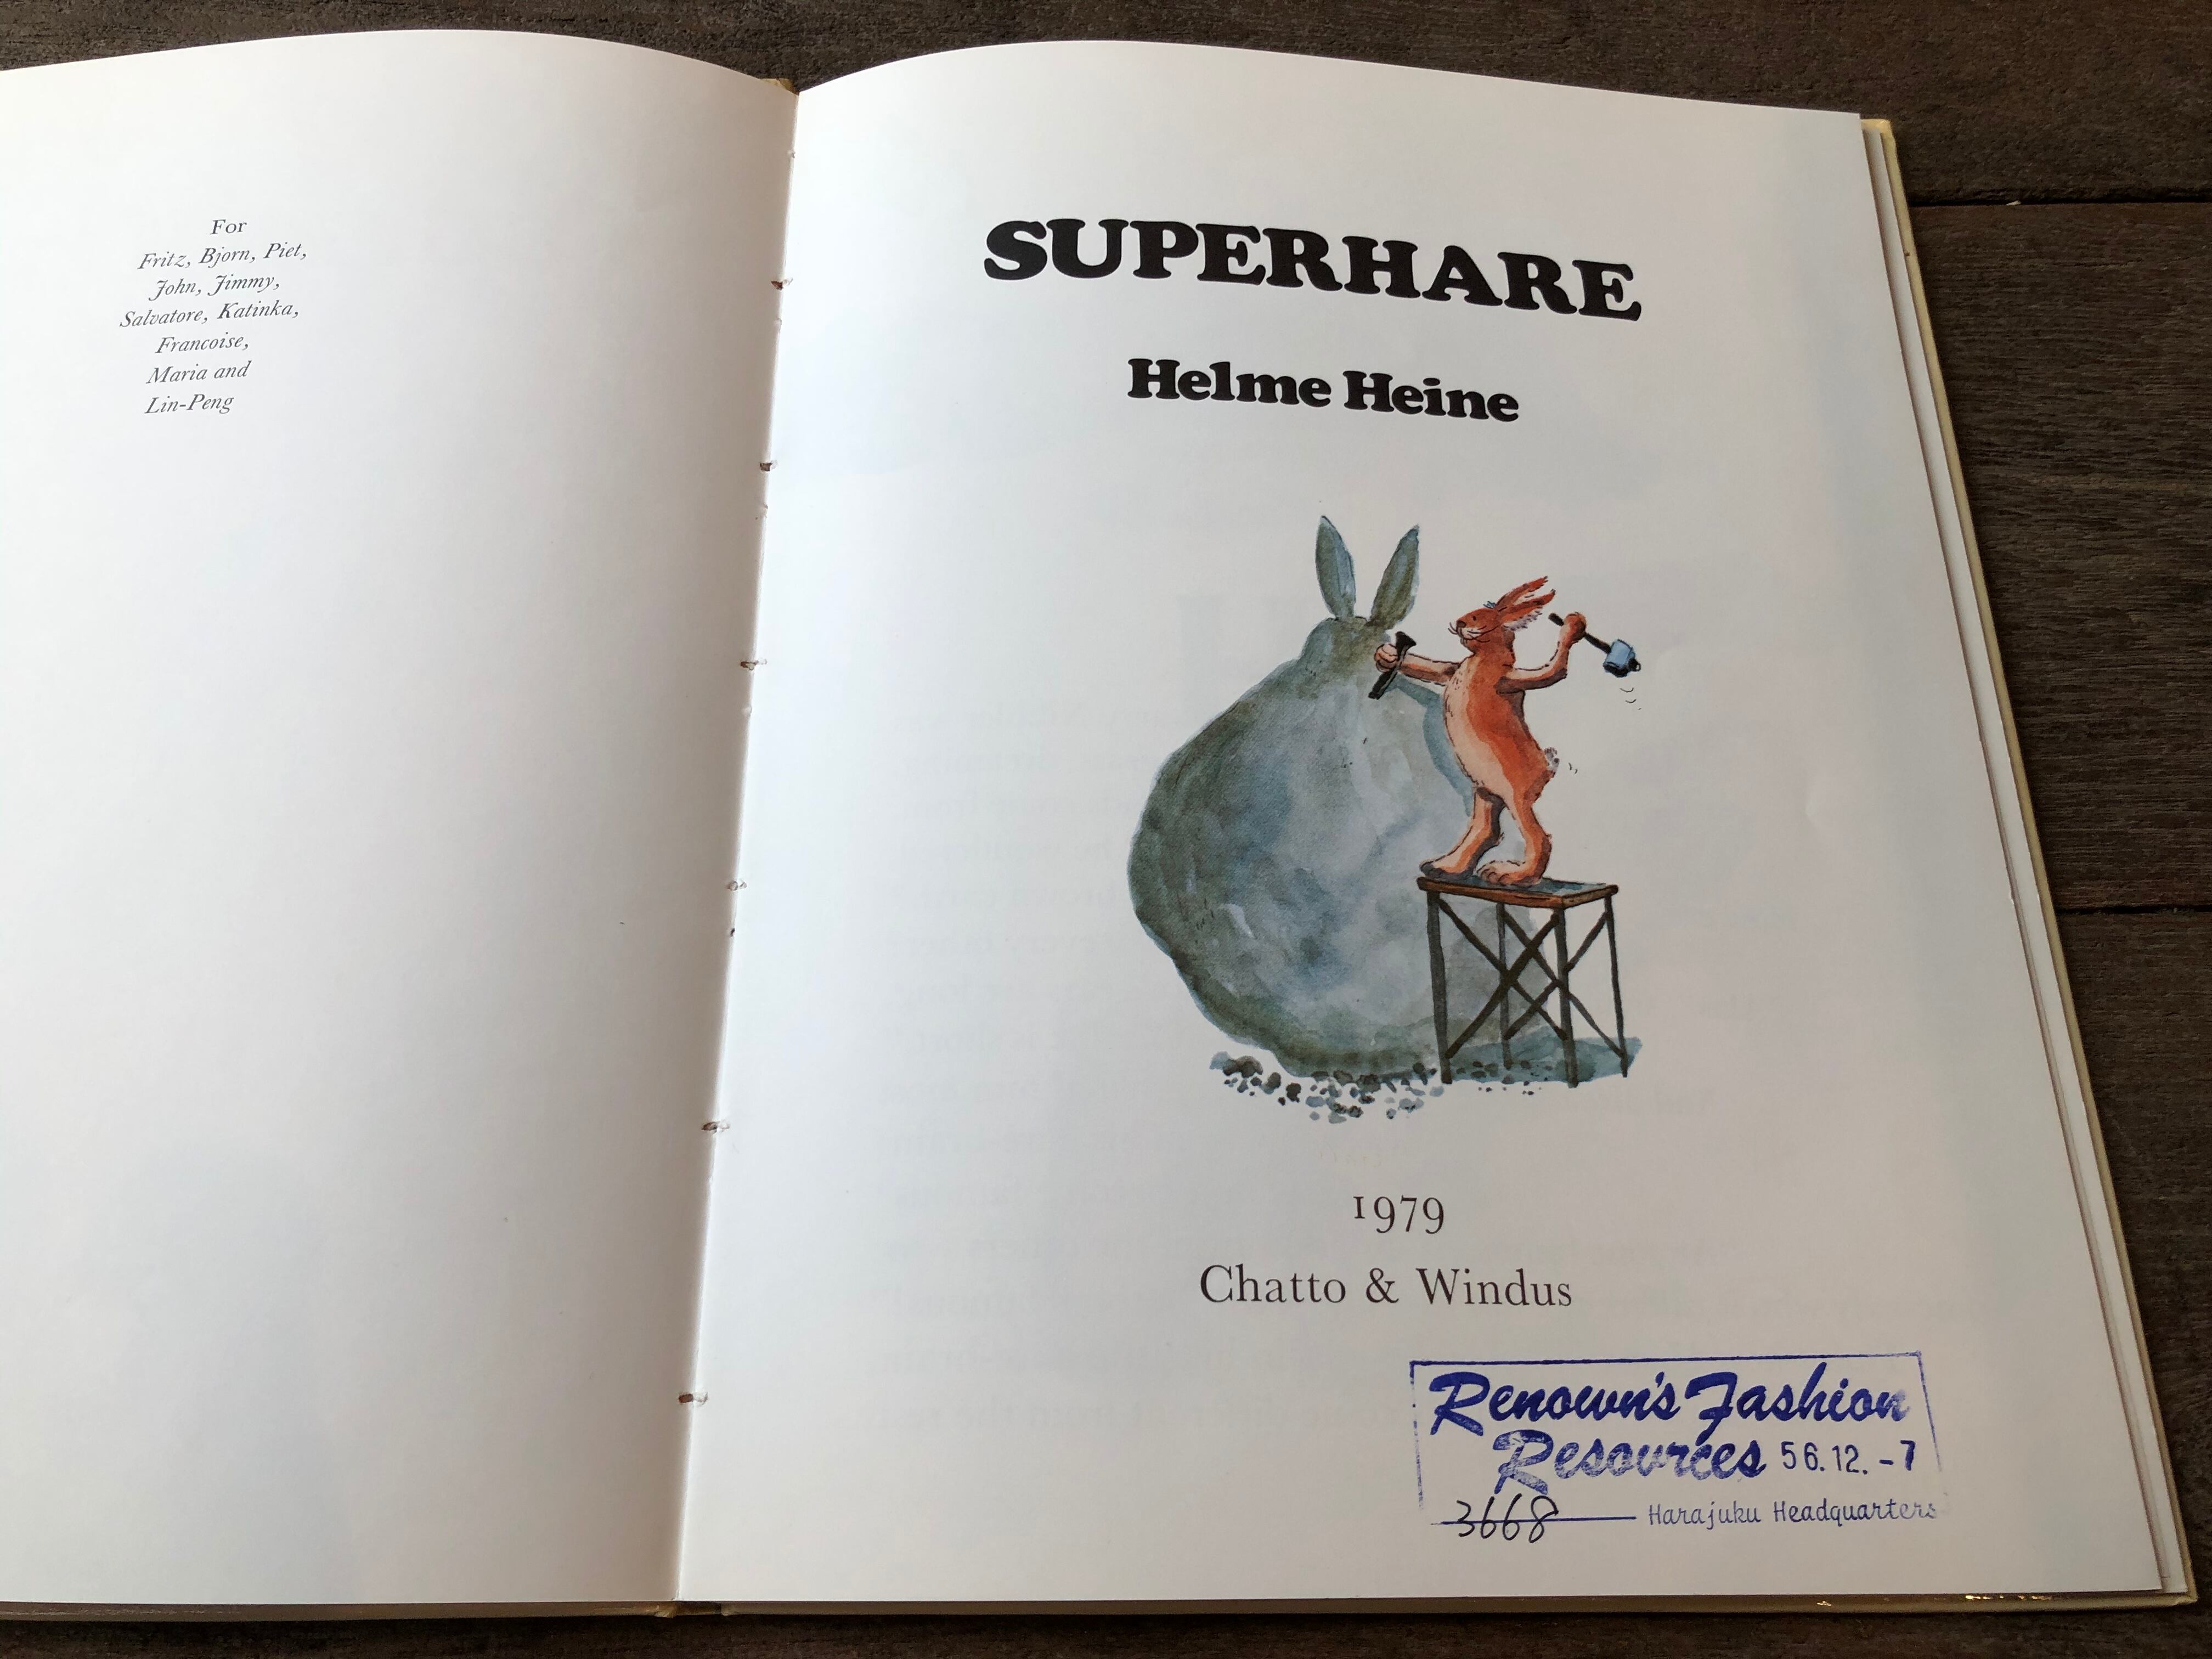 For
Fritz, Bjorn, Piet,
John, Jimmy,
Salvatore, Katinka,
Francoise,
Maria and
Lin-Peng
SUPERHARE
Helme Heine
1979
Chatto & Windus
Renown's Fashion
Resources 56.12.-7
3668 Harajuku Headquarters